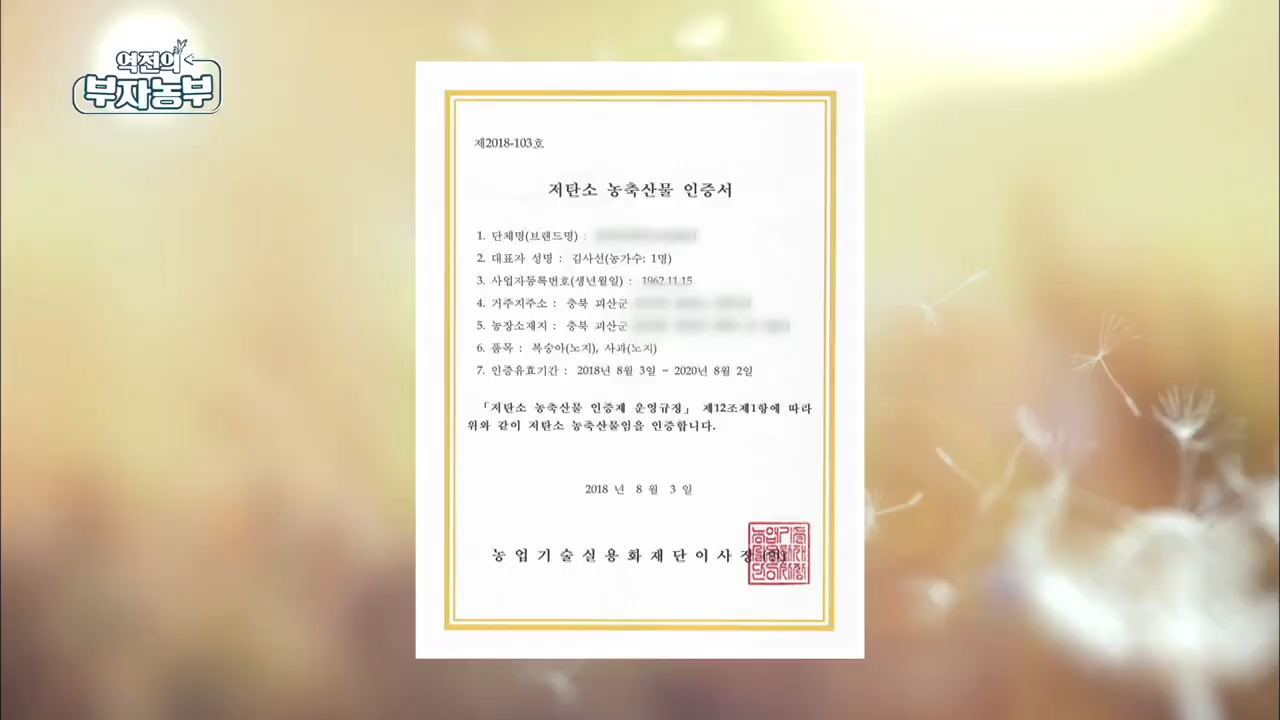 역전의
부자농부
제2018-103호
저탄소 농축산물 인증서
1. 단체명(브랜드명) :
2. 대표자 성명 : 김사선(농가수: 1명)
3. 사업자등록번호(생년월일) : 1962.11.15
4. 거주지주소 : 충북 괴산군
5. 농장소재지 : 충북 괴산군
6. 품목 : 복숭아(노지), 사과(노지)
7. 인증유효기간 : 2018년 8월 3일 ~ 2020년 8월 2일
「저탄소 농축산물 인증제 운영규정」 제12조제1항에 따라
위와 같이 저탄소 농축산물임을 인증합니다.
2018 년 8 월 3 일
농업기술실용화재단이사장